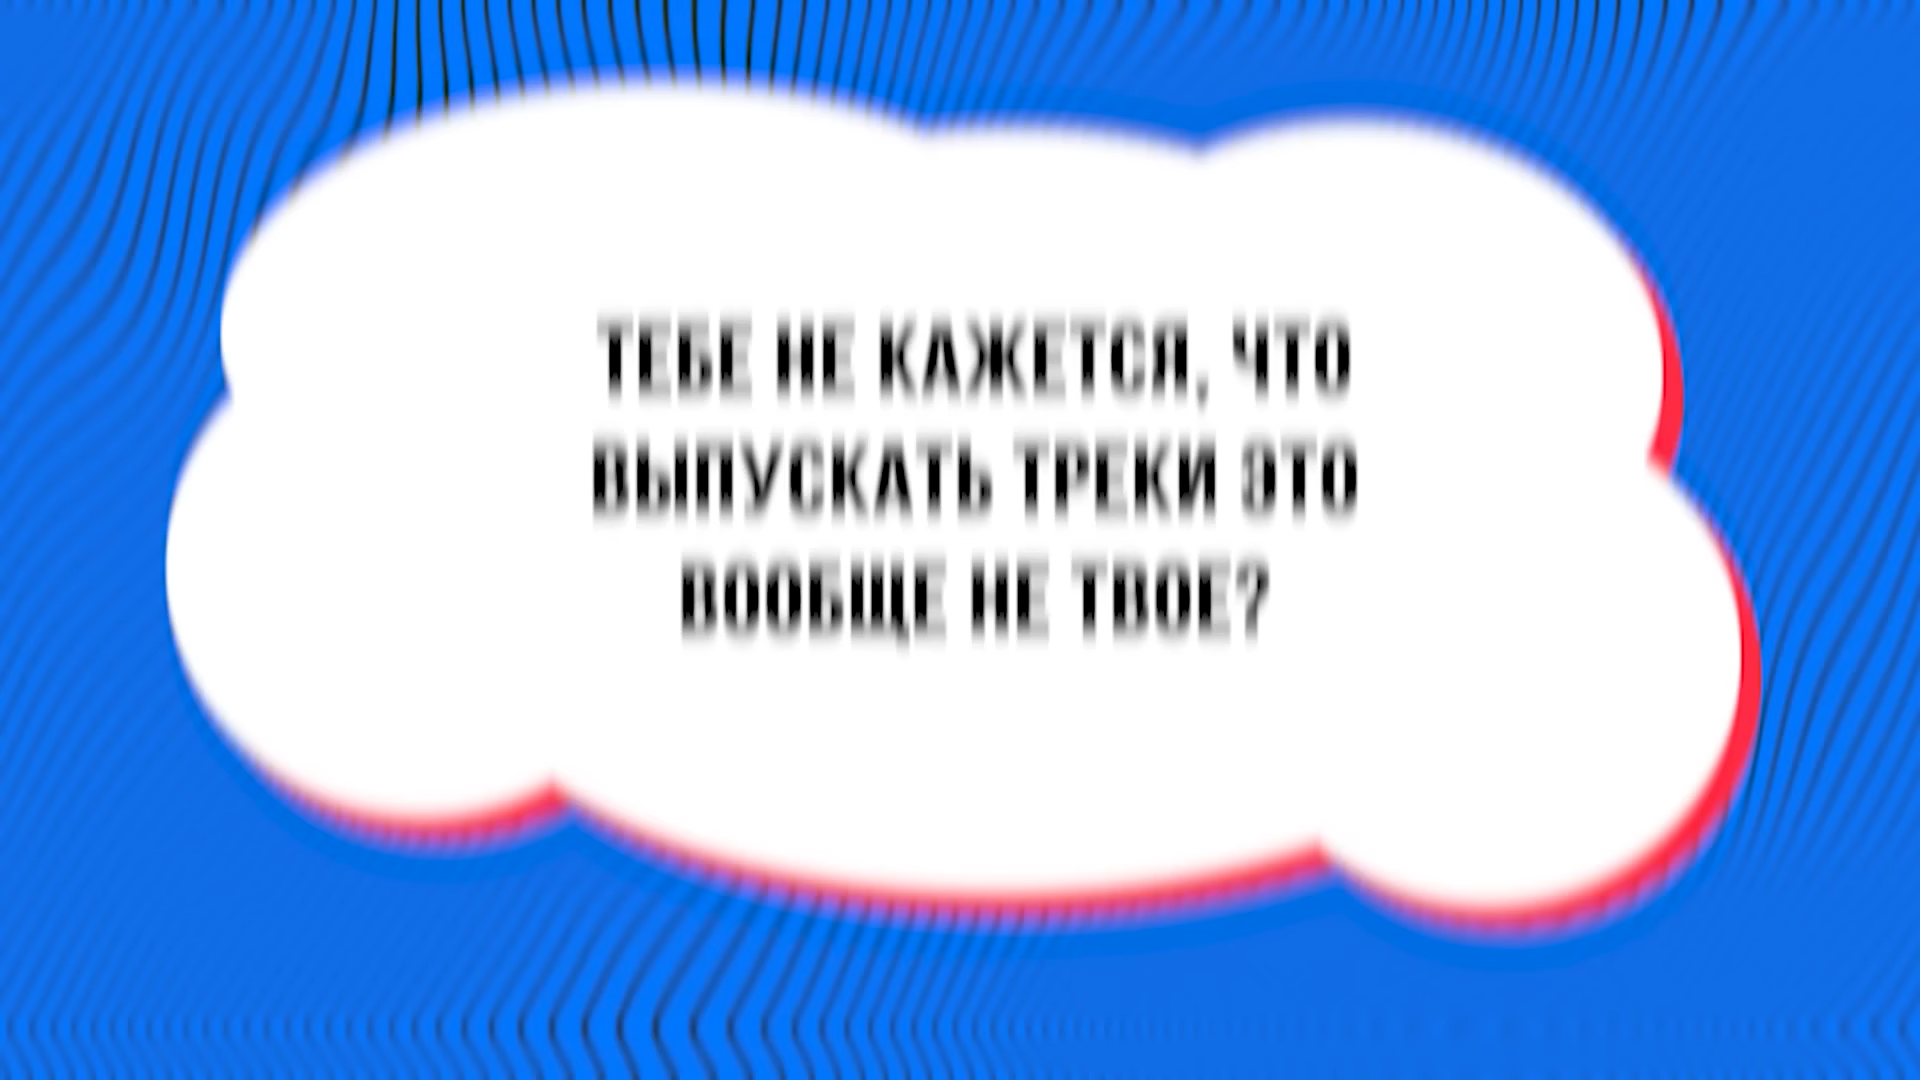 ТЕБЕ НЕ КАЖЕТСЯ, ЧТО
ВЫПУСКАТЬ ТРЕКИ ЭТО
ВООБЩЕ НЕ ТВОЕ?